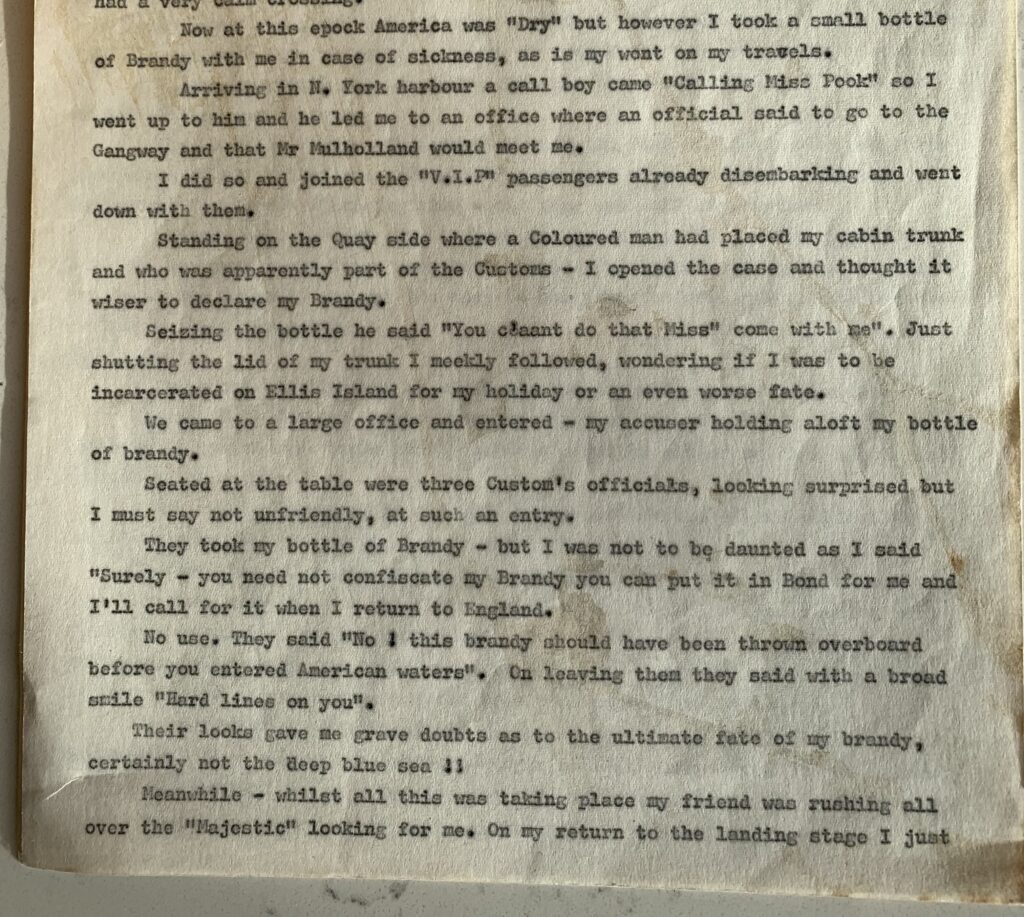 had a very calm crossing.
Now at this epock America was "Dry" but however I took a small bottle
of Brandy with me in case of sickness, as is my wont on my travels.
Arriving in N. York harbour a call boy came "Calling Miss Pook" so I
went up to him and he led me to an office where an official said to go to the
Gangway and that Mr Mulholland would meet me.
I did so and joined the "V.I.P" passengers already disembarking and went
down with them.
Standing on the Quay side where a Coloured man had placed my cabin trunk
and who was apparently part of the Customs - I opened the case and thought it
wiser to declare my Brandy.
Seizing the bottle he said "You c'aant do that Miss" come with me". Just
shutting the lid of my trunk I meekly followed, wondering if I was to be
incarcerated on Ellis Island for my holiday or an even worse fate.
We came to a large office and entered - my accuser holding aloft my bottle
of brandy.
Seated at the table were three Custom's officials, looking surprised but
I must say not unfriendly, at such an entry.
They took my bottle of Brandy - but I was not to be daunted as I said
"Surely - you need not confiscate my Brandy you can put it in Bond for me and
I'll call for it when I return to England.
No use. They said "No ! this brandy should have been thrown overboard
before you entered American waters". On leaving them they said with a broad
smile "Hard lines on you".
Their looks gave me grave doubts as to the ultimate fate of my brandy,
certainly not the deep blue sea !!
Meanwhile - whilst all this was taking place my friend was rushing all
over the "Majestic" looking for me. On my return to the landing stage I just